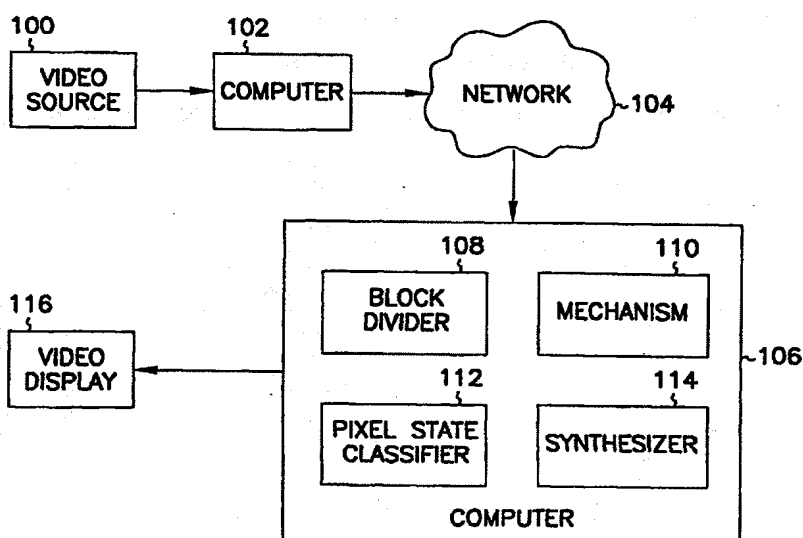 100
VIDEO
SOURCE
102
COMPUTER
NETWORK
104
108
BLOCK
DIVIDER
110
MECHANISM
106
116
VIDEO
DISPLAY
112
PIXEL STATE
CLASSIFIER
114
SYNTHESIZER
COMPUTER